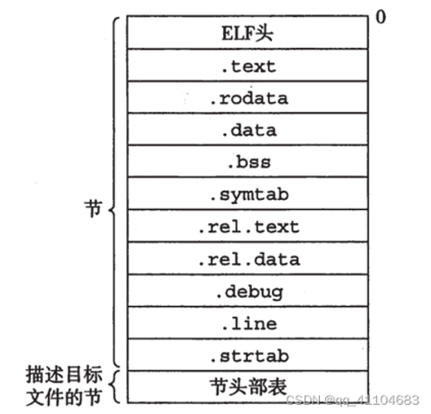 ELF头
0
.text
.rodata
.data
.bss
.symtab
节
.rel.text
.rel.data
.debug
.line
.strtab
描述目标
文件的节
节头部表
CSDN @qq_41104683